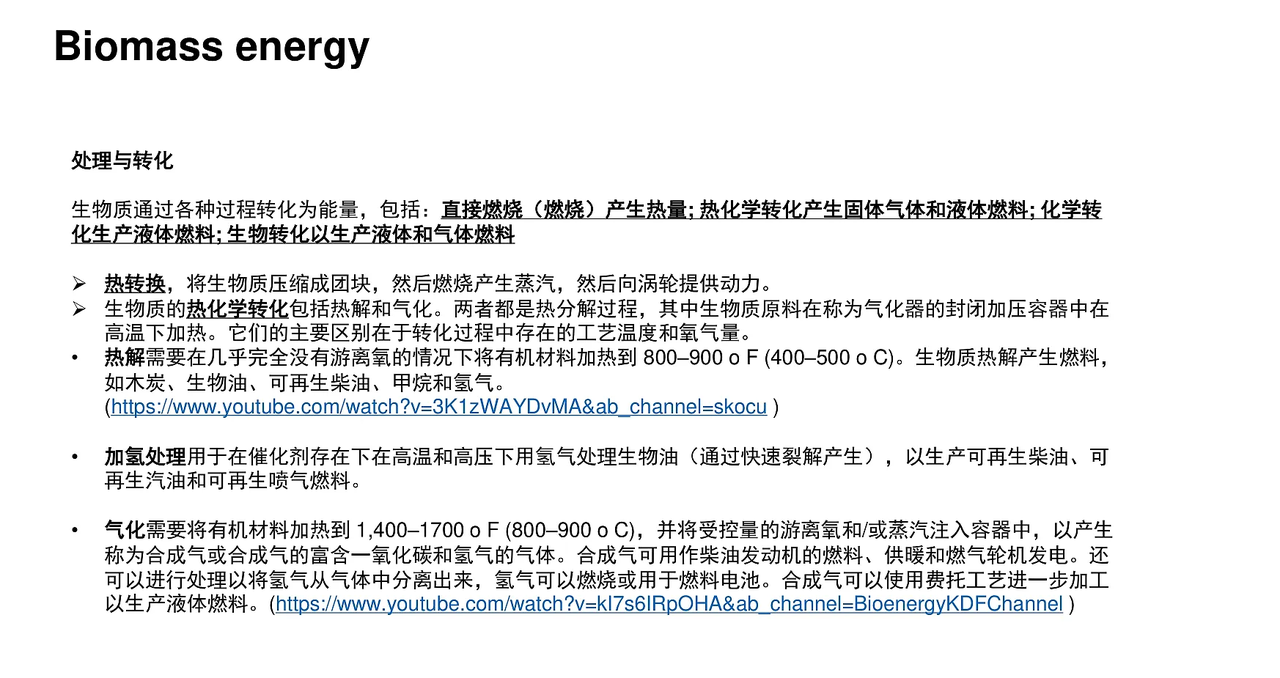 Biomass energy
处理与转化
生物质通过各种过程转化为能量，包括：直接燃烧（燃烧）产生热量; 热化学转化产生固体气体和液体燃料; 化学转
化生产液体燃料; 生物转化以生产液体和气体燃料
➢ 热转换，将生物质压缩成团块，然后燃烧产生蒸汽，然后向涡轮提供动力。
➢ 生物质的热化学转化包括热解和气化。两者都是热分解过程，其中生物质原料在称为气化器的封闭加压容器中在
高温下加热。它们的主要区别在于转化过程中存在的工艺温度和氧气量。
• 热解需要在几乎完全没有游离氧的情况下将有机材料加热到 800–900 o F (400–500 o C)。生物质热解产生燃料，
如木炭、生物油、可再生柴油、甲烷和氢气。
(https://www.youtube.com/watch?v=3K1zWAYDvMA&ab_channel=skocu )
• 加氢处理用于在催化剂存在下在高温和高压下用氢气处理生物油（通过快速裂解产生），以生产可再生柴油、可
再生汽油和可再生喷气燃料。
• 气化需要将有机材料加热到 1,400–1700 o F (800–900 o C)，并将受控量的游离氧和/或蒸汽注入容器中，以产生
称为合成气或合成气的富含一氧化碳和氢气的气体。合成气可用作柴油发动机的燃料、供暖和燃气轮机发电。还
可以进行处理以将氢气从气体中分离出来，氢气可以燃烧或用于燃料电池。合成气可以使用费托工艺进一步加工
以生产液体燃料。(https://www.youtube.com/watch?v=kI7s6IRpOHA&ab_channel=BioenergyKDFChannel )